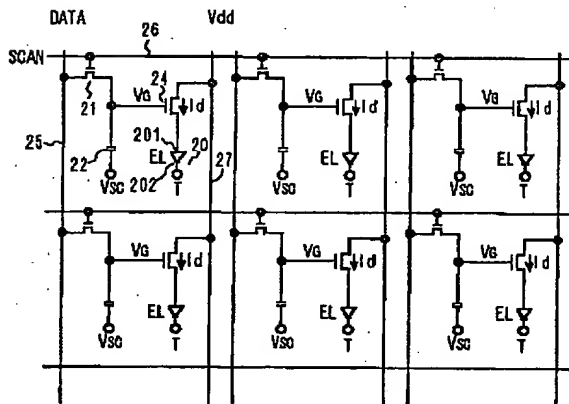 DATA Vdd
26
SCAN
24
21 VG Id VG Id VG Id
201
25 22 EL 20 27 EL EL
202
VSC T VSC T VSC T
VG Id VG Id VG Id
EL EL EL
VSC T VSC T VSC T